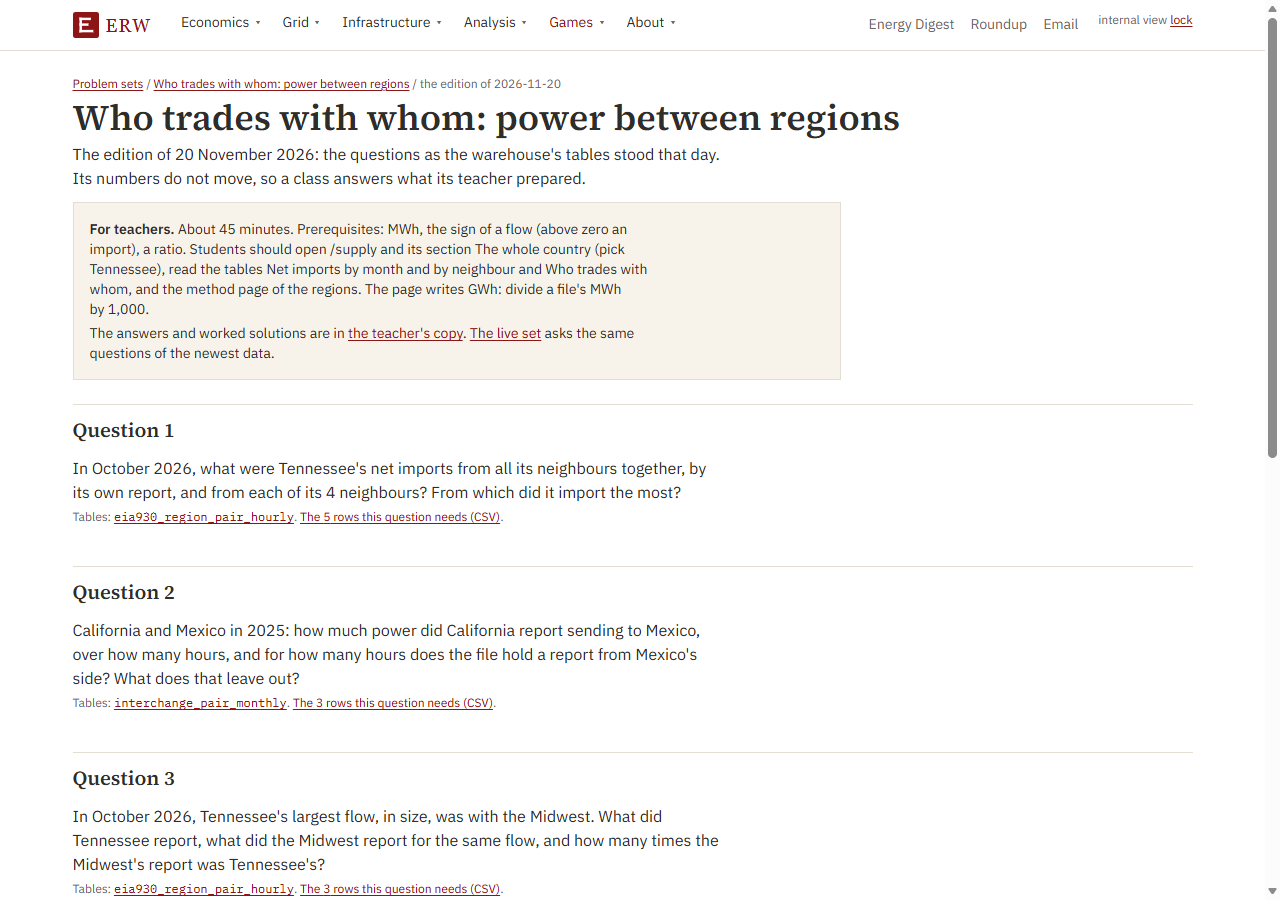 E ERW Economics ▾ Grid ▾ Infrastructure ▾ Analysis ▾ Games ▾ About ▾ Energy Digest Roundup Email internal view lock
Problem sets / Who trades with whom: power between regions / the edition of 2026-11-20
Who trades with whom: power between regions
The edition of 20 November 2026: the questions as the warehouse's tables stood that day.
Its numbers do not move, so a class answers what its teacher prepared.
For teachers. About 45 minutes. Prerequisites: MWh, the sign of a flow (above zero an
import), a ratio. Students should open /supply and its section The whole country (pick
Tennessee), read the tables Net imports by month and by neighbour and Who trades with
whom, and the method page of the regions. The page writes GWh: divide a file's MWh
by 1,000.
The answers and worked solutions are in the teacher's copy. The live set asks the same
questions of the newest data.
Question 1
In October 2026, what were Tennessee's net imports from all its neighbours together, by
its own report, and from each of its 4 neighbours? From which did it import the most?
Tables: eia930_region_pair_hourly. The 5 rows this question needs (CSV).
Question 2
California and Mexico in 2025: how much power did California report sending to Mexico,
over how many hours, and for how many hours does the file hold a report from Mexico's
side? What does that leave out?
Tables: interchange_pair_monthly. The 3 rows this question needs (CSV).
Question 3
In October 2026, Tennessee's largest flow, in size, was with the Midwest. What did
Tennessee report, what did the Midwest report for the same flow, and how many times the
Midwest's report was Tennessee's?
Tables: eia930_region_pair_hourly. The 3 rows this question needs (CSV).